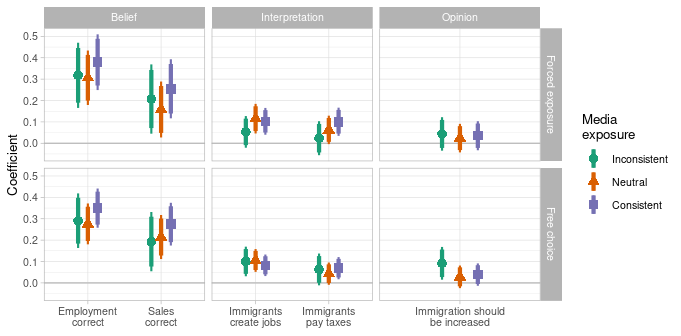 Belief
Interpretation
Opinion
Coefficient
0.5
0.4
0.3
0.2
0.1
0.0
Forced exposure
0.5
0.4
0.3
0.2
0.1
0.0
Free choice
Employment
correct
Sales
correct
Immigrants
create jobs
Immigrants
pay taxes
Immigration should
be increased
Media
exposure
Inconsistent
Neutral
Consistent